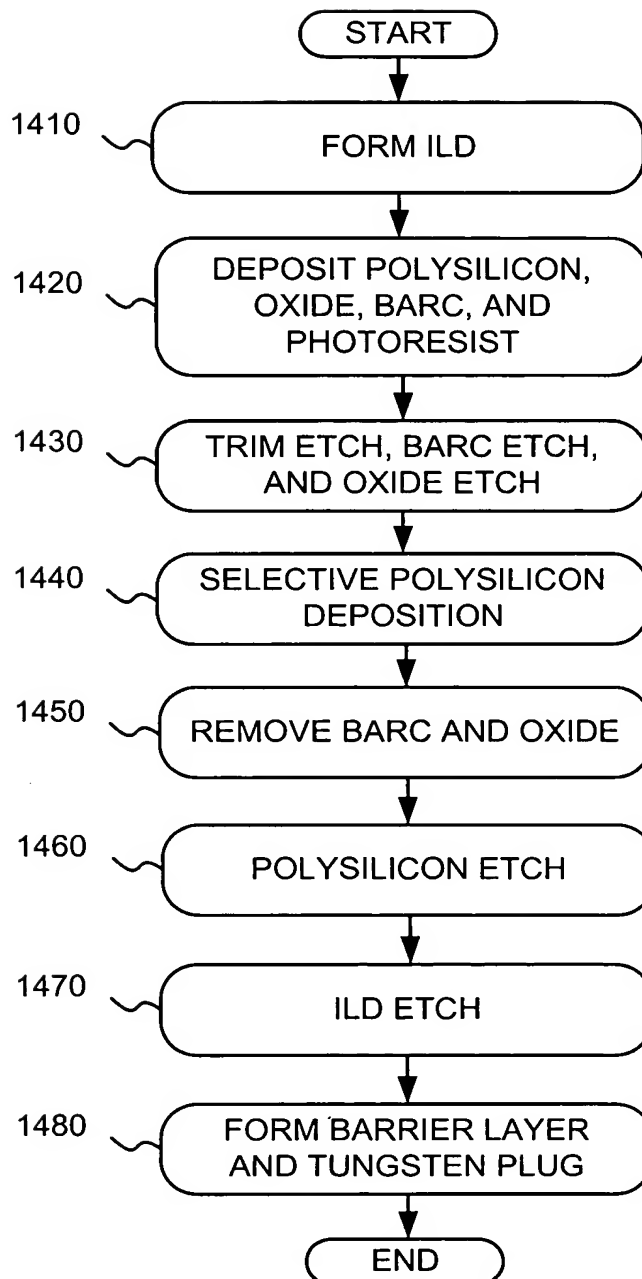 START
1410
FORM ILD
1420
DEPOSIT POLYSILICON,
OXIDE, BARC, AND
PHOTORESIST
1430
TRIM ETCH, BARC ETCH,
AND OXIDE ETCH
1440
SELECTIVE POLYSILICON
DEPOSITION
1450
REMOVE BARC AND OXIDE
1460
POLYSILICON ETCH
1470
ILD ETCH
1480
FORM BARRIER LAYER
AND TUNGSTEN PLUG
END